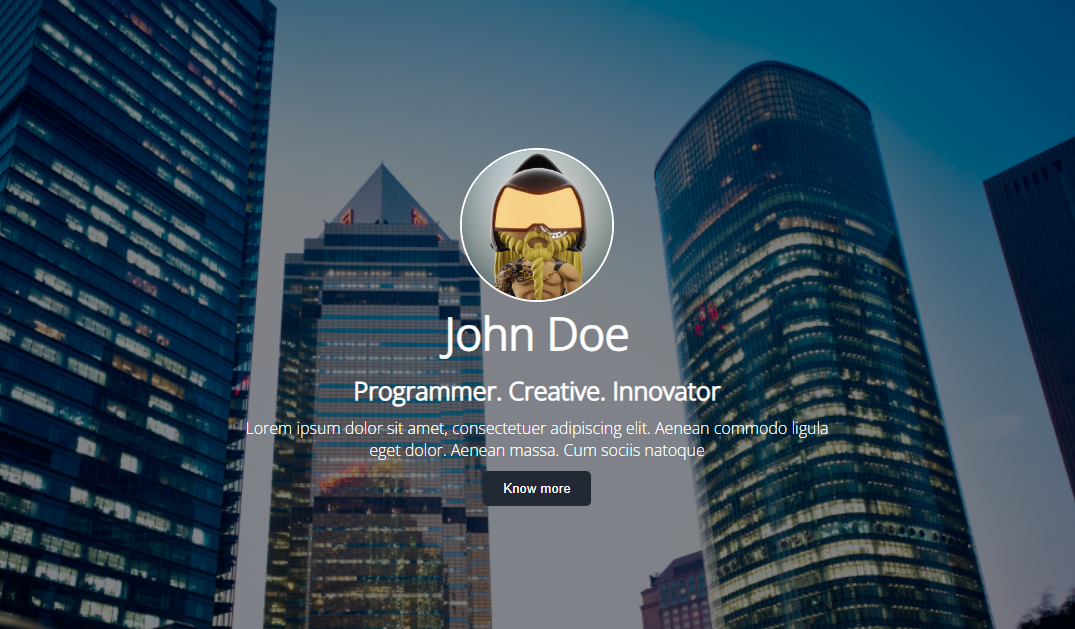 John Doe
Programmer. Creative. Innovator
Lorem ipsum dolor sit amet, consectetuer adipiscing elit. Aenean commodo ligula
eget dolor. Aenean massa. Cum sociis natoque
Know more